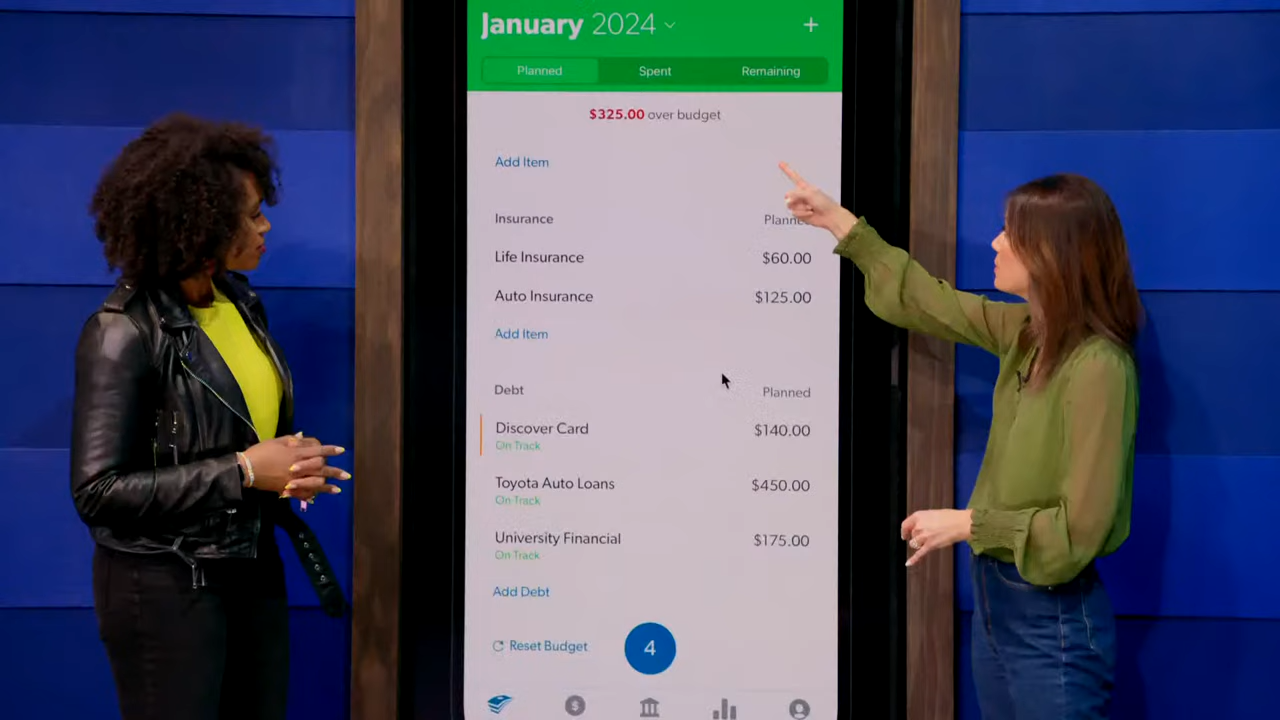 January 2024
Planned Spent Remaining
$325.00 over budget
Add Item
Insurance
Life Insurance $60.00
Auto Insurance $125.00
Add Item
Debt Planned
Discover Card $140.00
On Track
Toyota Auto Loans $450.00
On Track
University Financial $175.00
On Track
Add Debt
Reset Budget 4